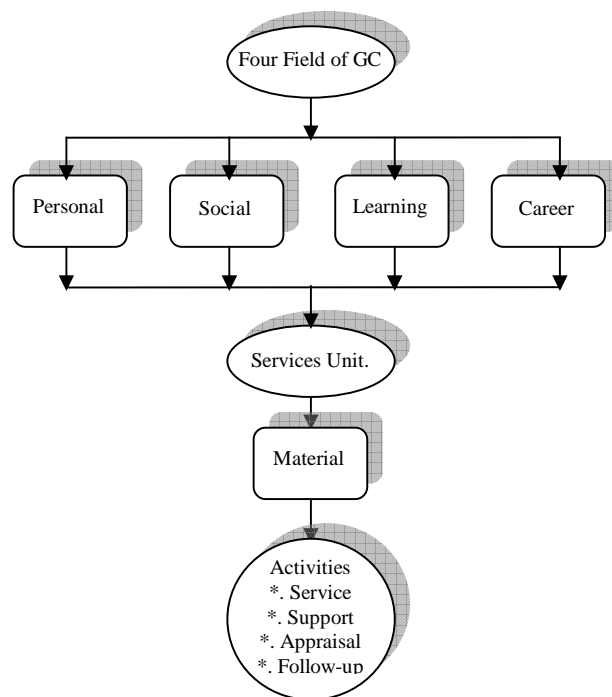 Four Field of GC
Personal
Social
Learning
Career
Services Unit.
Material
Activities
*. Service
*. Support
*. Appraisal
*. Follow-up